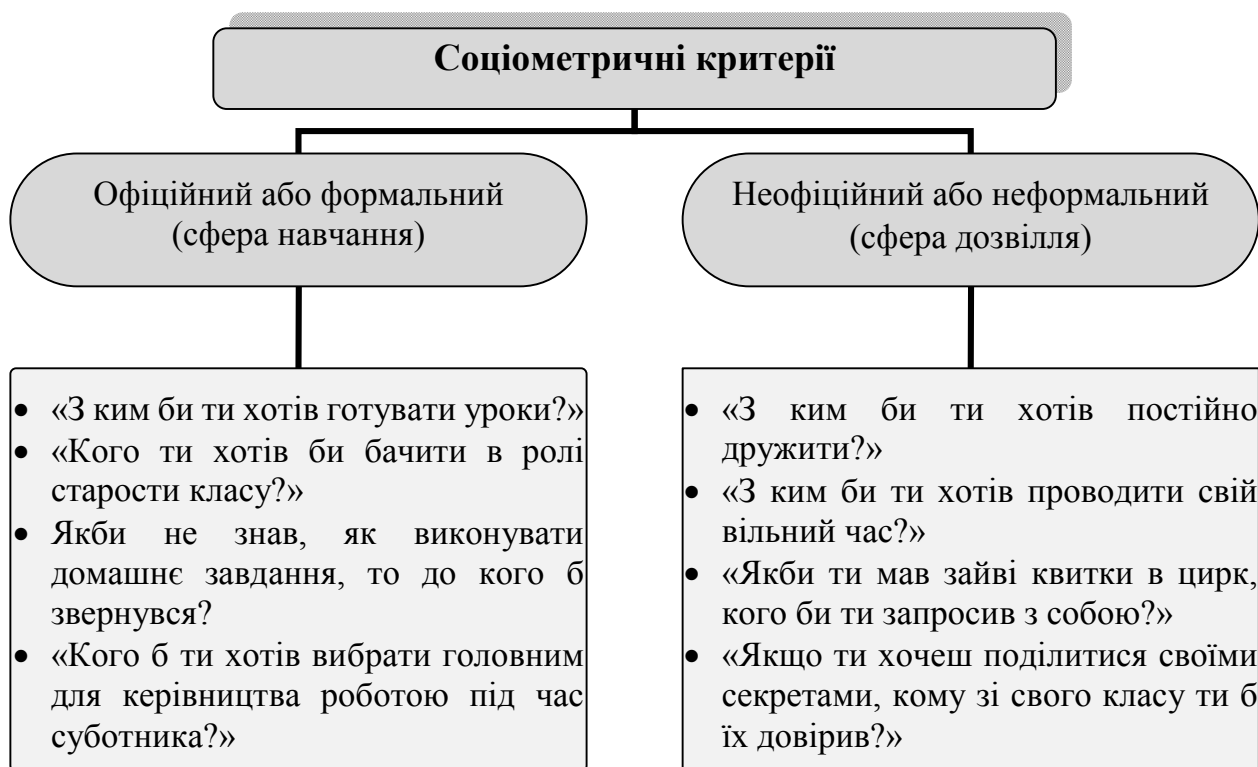 Соціометричні критерії
Офіційний або формальний
(сфера навчання)
Неофіційний або неформальний
(сфера дозвілля)
• «З ким би ти хотів готувати уроки?»
• «Кого ти хотів би бачити в ролі
старости класу?»
• Якби не знав, як виконувати
домашнє завдання, то до кого б
звернувся?
• «Кого б ти хотів вибрати головним
для керівництва роботою під час
суботника?»
• «З ким би ти хотів постійно
дружити?»
• «З ким би ти хотів проводити свій
вільний час?»
• «Якби ти мав зайві квитки в цирк,
кого би ти запросив з собою?»
• «Якщо ти хочеш поділитися своїми
секретами, кому зі свого класу ти б
їх довірив?»